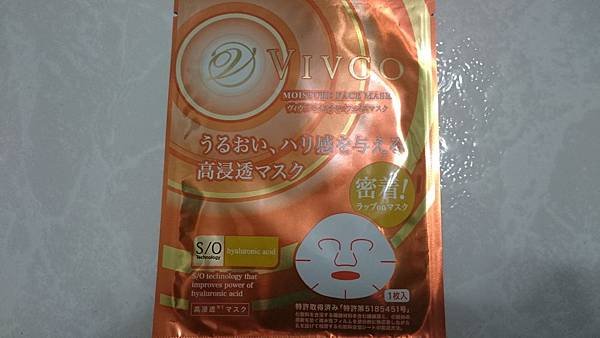 VIVCO
MOISTURE FACE MASK
うるおい、ハリ感を与える
高浸透マスク
密着!
ラップonマスク
S/O
Technology
hyaluronic acid
S/O technology that
improves power of
hyaluronic acid
1枚入
高浸透 マスク
特許取得済み「特許第5185451号」